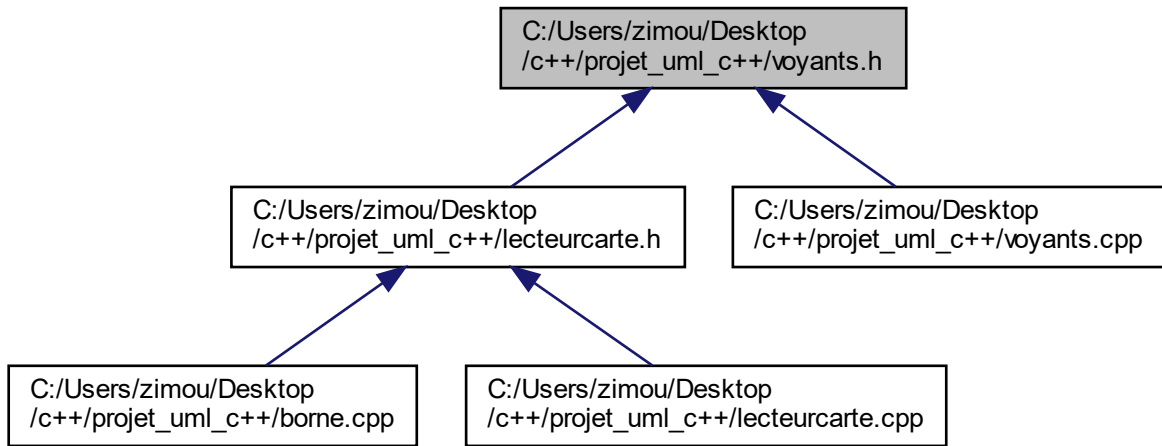 C:/Users/zimou/Desktop
/c++/projet_uml_c++/voyants.h
C:/Users/zimou/Desktop
/c++/projet_uml_c++/lecteurcarte.h
C:/Users/zimou/Desktop
/c++/projet_uml_c++/voyants.cpp
C:/Users/zimou/Desktop
/c++/projet_uml_c++/borne.cpp
C:/Users/zimou/Desktop
/c++/projet_uml_c++/lecteurcarte.cpp